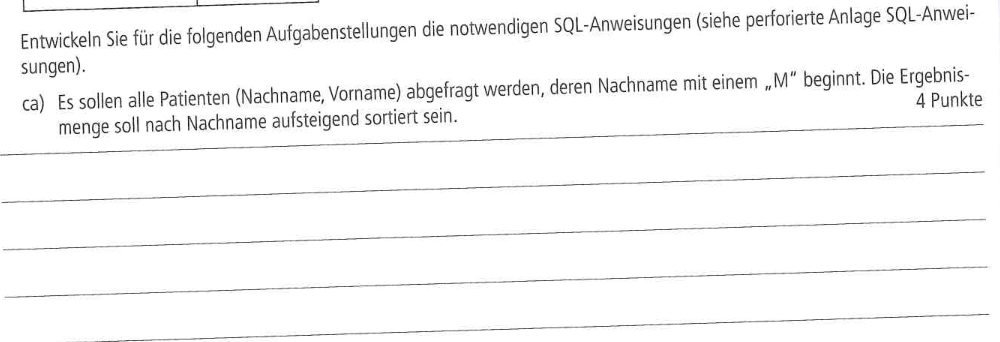 Entwickeln Sie für die folgenden Aufgabenstellungen die notwendigen SQL-Anweisungen (siehe perforierte Anlage SQL-Anwei-
sungen).
ca) Es sollen alle Patienten (Nachname, Vorname) abgefragt werden, deren Nachname mit einem „M“ beginnt. Die Ergebnis-
menge soll nach Nachname aufsteigend sortiert sein. 4 Punkte